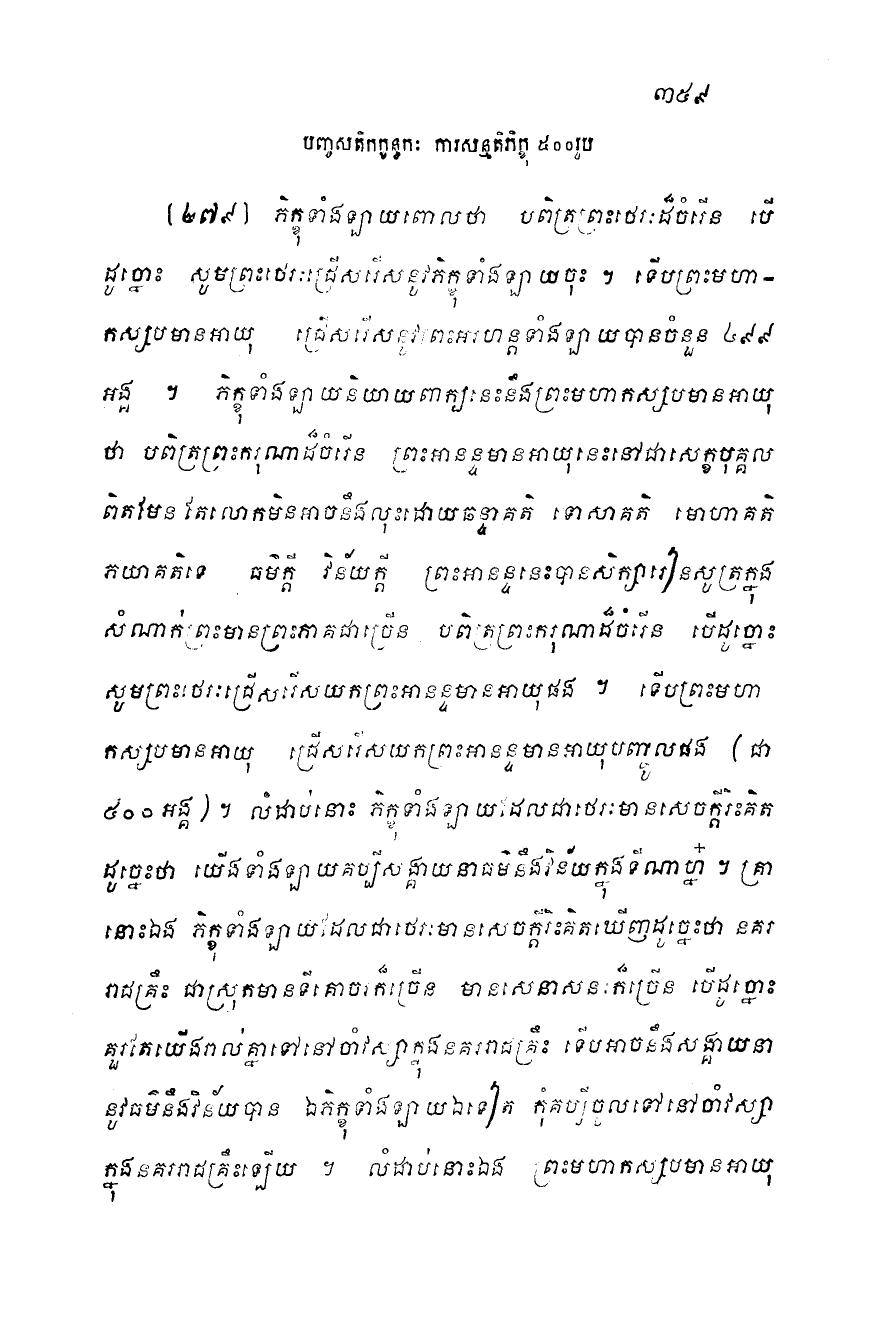 ៣៥៩
បញ្ចសតិកក្ខន្ធកៈ ការសន្មតិភិក្ខុ ៥០០រូប
[៤៧៩] ភិក្ខុទាំងឡាយពោលថា បពិត្រព្រះថេរៈដ៏ចំរើន បើ
ដូច្នោះ សូមព្រះថេរៈជ្រើសរើសនូវភិក្ខុទាំងឡាយចុះ ។ ទើបព្រះមហា-
កស្សបមានអាយុ ជ្រើសរើសនូវព្រះអរហន្តទាំងឡាយបានចំនួន ៤៩៩
អង្គ ។ ភិក្ខុទាំងឡាយនិយាយពាក្យនេះនឹងព្រះមហាកស្សបមានអាយុ
ថា បពិត្រព្រះករុណាដ៏ចំរើន ព្រះអានន្ទមានអាយុនេះនៅជាសេក្ខបុគ្គល
ពិតមែន តែលោកមិនអាចនឹងលុះដោយឆន្ទាគតិ ទោសាគតិ មោហាគតិ
ភយាគតិទេ ធម៌ក្តី វិន័យក្តី ព្រះអានន្ទនេះបានសិក្សារៀនសូត្រក្នុង
សំណាក់ព្រះមានព្រះភាគជាច្រើន បពិត្រព្រះករុណាដ៏ចំរើន បើដូច្នោះ
សូមព្រះថេរៈជ្រើសរើសយកព្រះអានន្ទមានអាយុផង ។ ទើបព្រះមហា
កស្សបមានអាយុ ជ្រើសរើសយកព្រះអានន្ទមានអាយុបញ្ចូលផង (ជា
៥០០ អង្គ) ។ លំដាប់នោះ ភិក្ខុទាំងឡាយដែលជាថេរៈមានសេចក្តីរិះគិត
ដូច្នេះថា យើងទាំងឡាយគប្បីសង្គាយនាធម៌នឹងវិន័យក្នុងទីណាហ្ន៎ ។ គ្រា
នោះឯង ភិក្ខុទាំងឡាយដែលជាថេរៈមានសេចក្តីរិះគិតឃើញដូច្នេះថា នគរ
រាជគ្រឹះ ជាស្រុកមានទីគោចរក៏ច្រើន មានសេនាសនៈក៏ច្រើន បើដូច្នោះ
គួរតែយើងរាល់គ្នាទៅនៅចាំវស្សាក្នុងនគររាជគ្រឹះ ទើបអាចនឹងសង្គាយនា
នូវធម៌នឹងវិន័យបាន ឯភិក្ខុទាំងឡាយឯទៀត កុំគប្បីចូលទៅនៅចាំវស្សា
ក្នុងនគររាជគ្រឹះឡើយ ។ លំដាប់នោះឯង ព្រះមហាកស្សបមានអាយុ